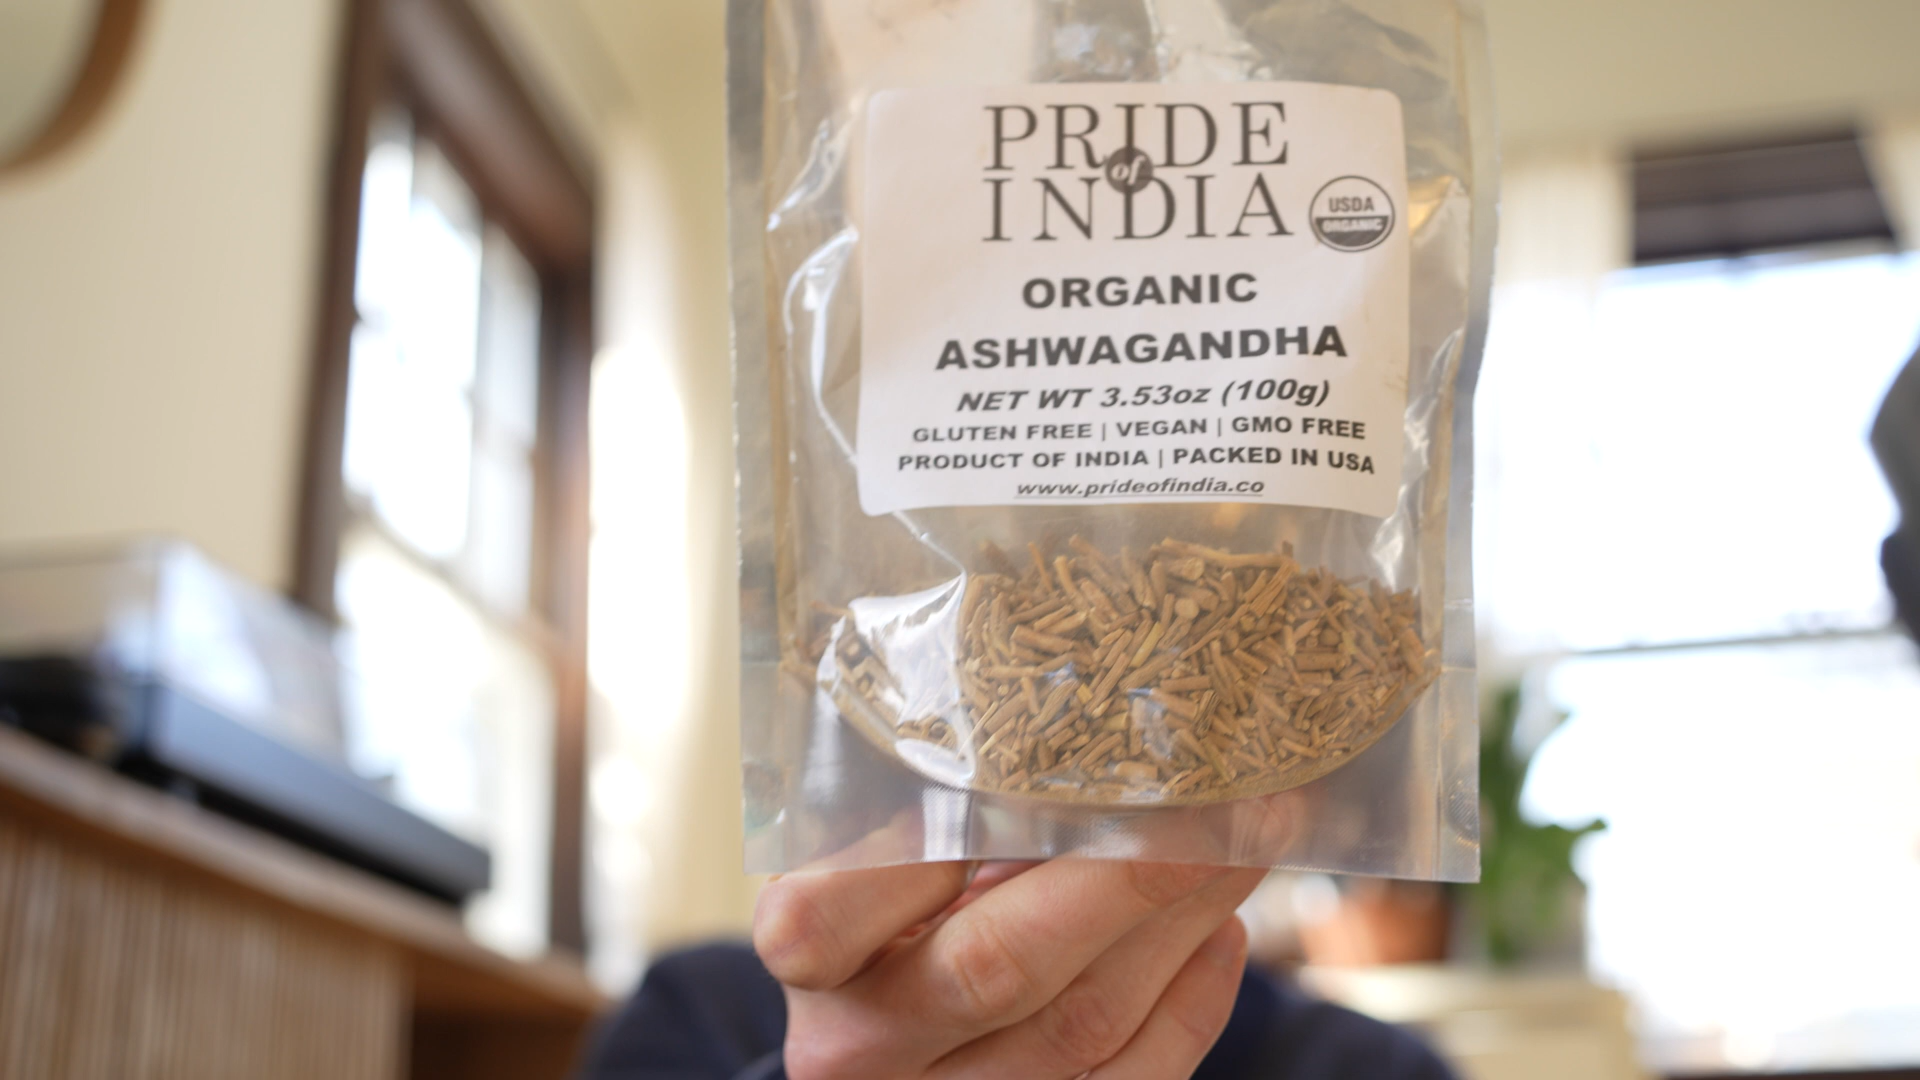 PRIDE
of
INDIA
USDA
ORGANIC
ORGANIC
ASHWAGANDHA
NET WT 3.53oz (100g)
GLUTEN FREE | VEGAN | GMO FREE
PRODUCT OF INDIA | PACKED IN USA
www.prideofindia.co